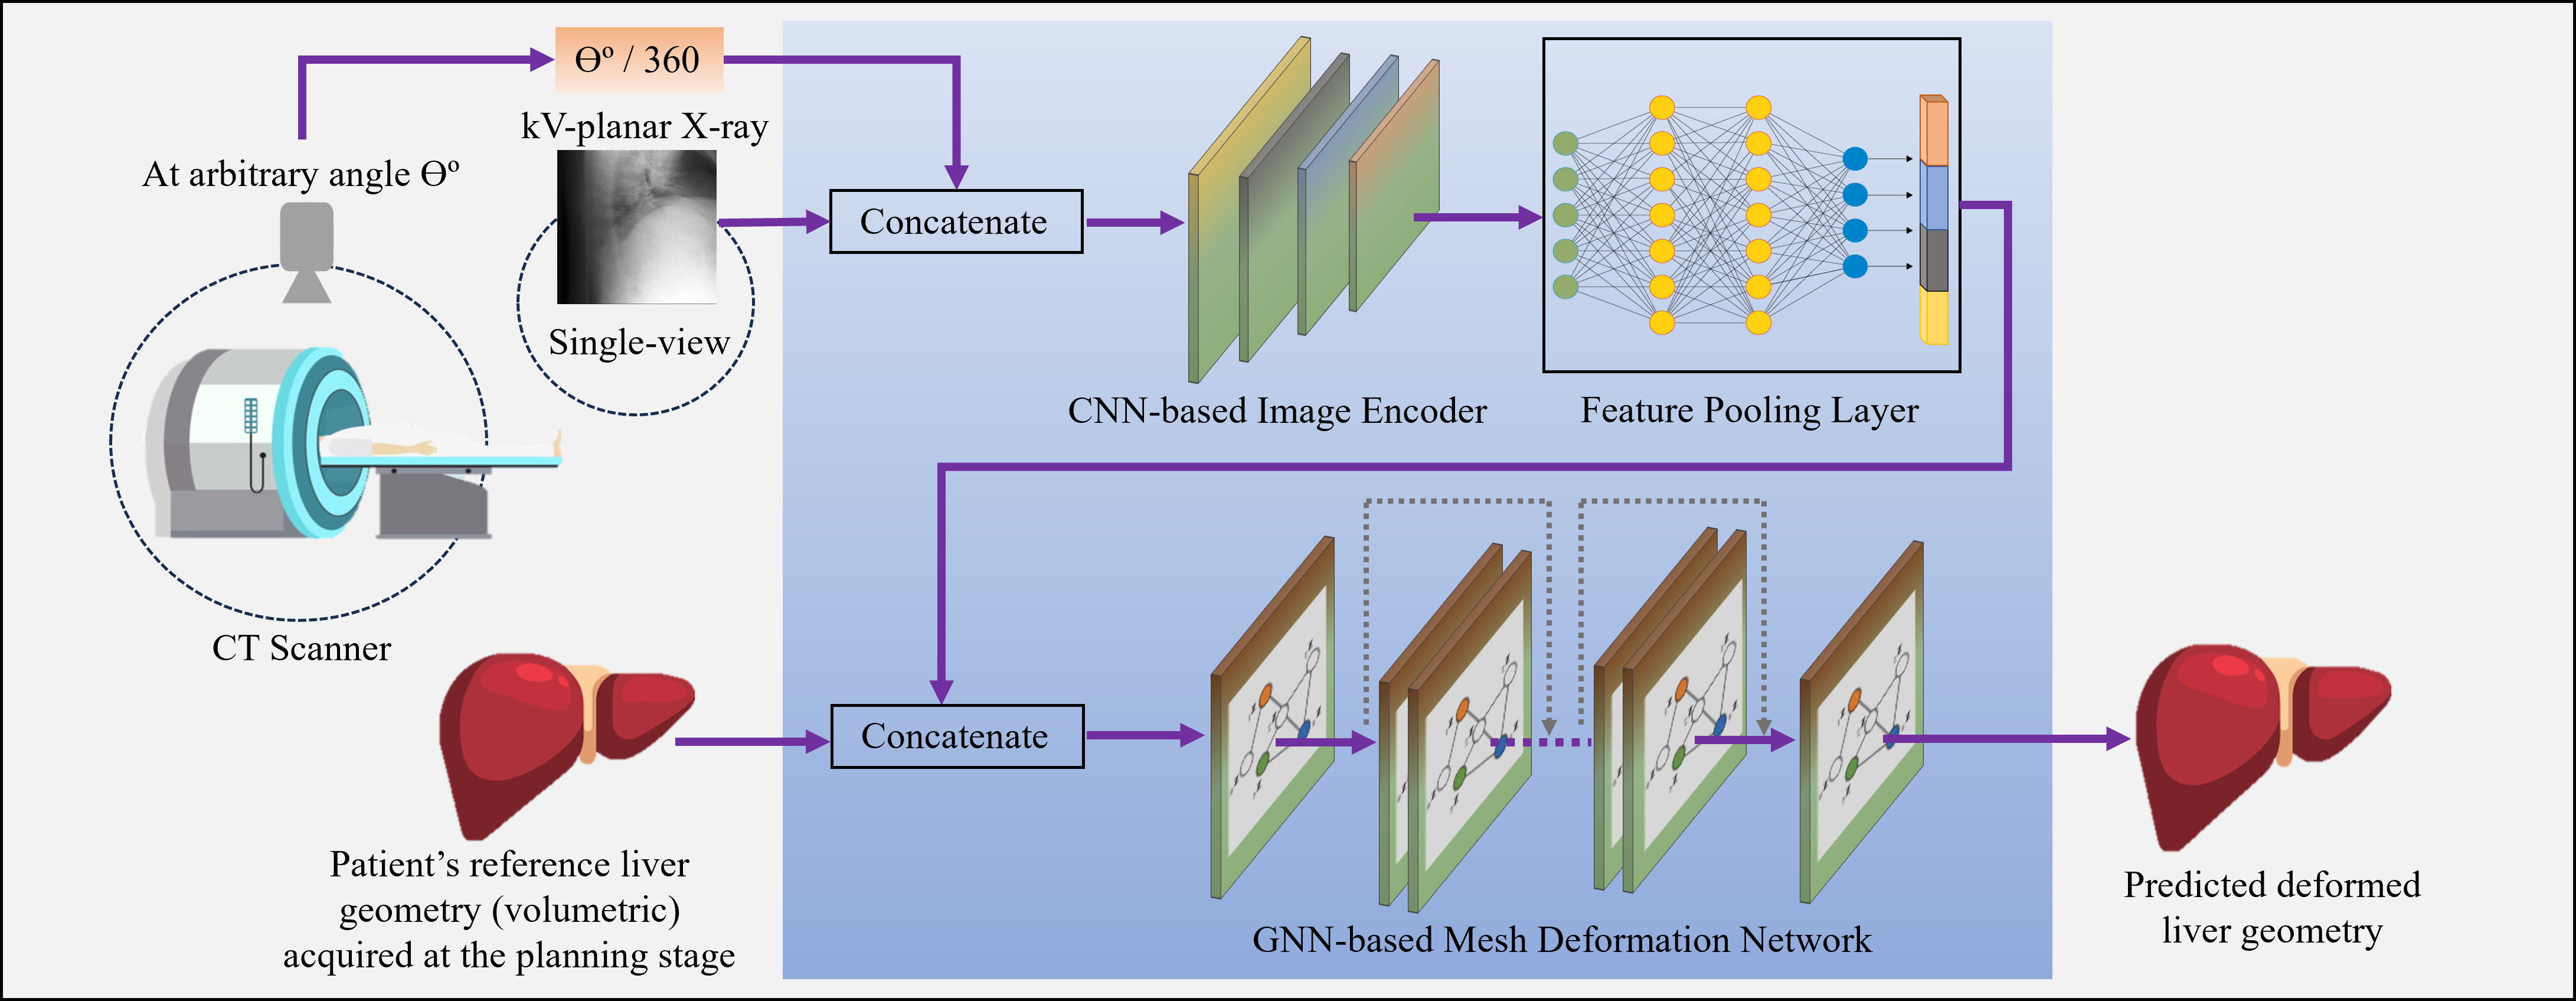 Ɵº / 360
kV-planar X-ray
At arbitrary angle Ɵº
Single-view
CT Scanner
Concatenate
CNN-based Image Encoder
Feature Pooling Layer
Concatenate
Patient’s reference liver
geometry (volumetric)
acquired at the planning stage
GNN-based Mesh Deformation Network
Predicted deformed
liver geometry